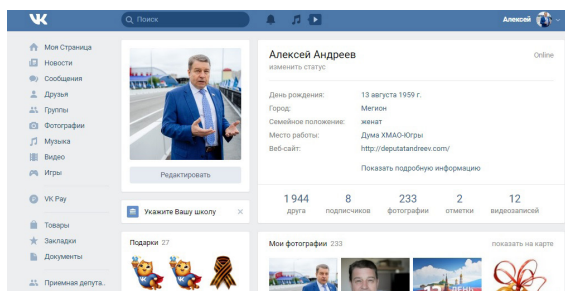 Поиск
Алексей
Моя Страница
Новости
Сообщения
Друзья
Группы
Фотографии
Музыка
Видео
Игры
VK Pay
Товары
Закладки
Документы
Приемная депута..
Редактировать
Укажите Вашу школу
Подарки 27
Алексей Андреев
Online
изменить статус
День рождения: 13 августа 1959 г.
Город: Мегион
Семейное положение: женат
Место работы: Дума ХМАО-Югры
Веб-сайт: http://deputatandreev.com/
Показать подробную информацию
1 944 8 233 2 12
друга подписчиков фотографии отметки видеозаписей
Мои фотографии 233 показать на карте
12 ДЕНЬ